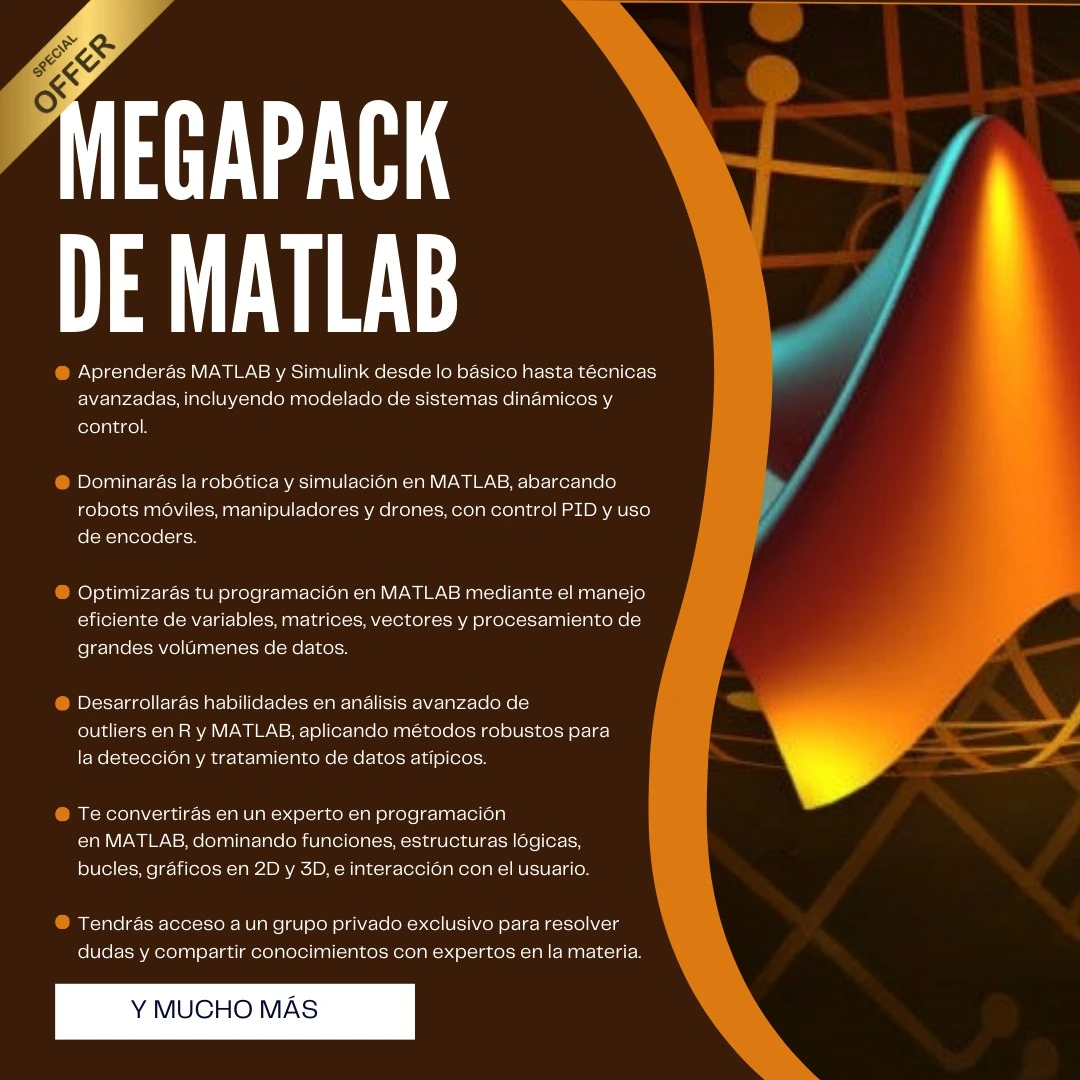 SPECIAL
OFFER
MEGAPACK
DE MATLAB
Aprenderás MATLAB y Simulink desde lo básico hasta técnicas
avanzadas, incluyendo modelado de sistemas dinámicos y
control.
Dominarás la robótica y simulación en MATLAB, abarcando
robots móviles, manipuladores y drones, con control PID y uso
de encoders.
Optimizarás tu programación en MATLAB mediante el manejo
eficiente de variables, matrices, vectores y procesamiento de
grandes volúmenes de datos.
Desarrollarás habilidades en análisis avanzado de
outliers en R y MATLAB, aplicando métodos robustos para
la detección y tratamiento de datos atípicos.
Te convertirás en un experto en programación
en MATLAB, dominando funciones, estructuras lógicas,
bucles, gráficos en 2D y 3D, e interacción con el usuario.
Tendrás acceso a un grupo privado exclusivo para resolver
dudas y compartir conocimientos con expertos en la materia.
Y MUCHO MÁS